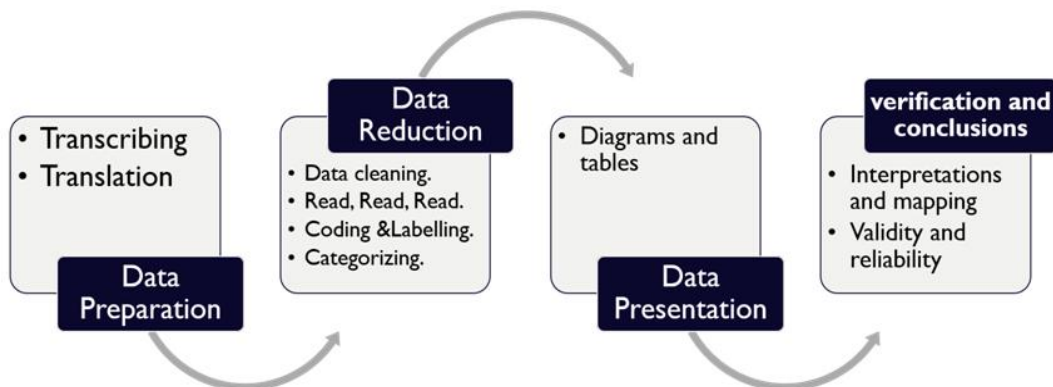 • Transcribing
• Translation
Data
Preparation
Data
Reduction
• Data cleaning.
• Read, Read, Read.
• Coding &Labelling.
• Categorizing.
• Diagrams and
tables
Data
Presentation
verification and
conclusions
• Interpretations
and mapping
• Validity and
reliability